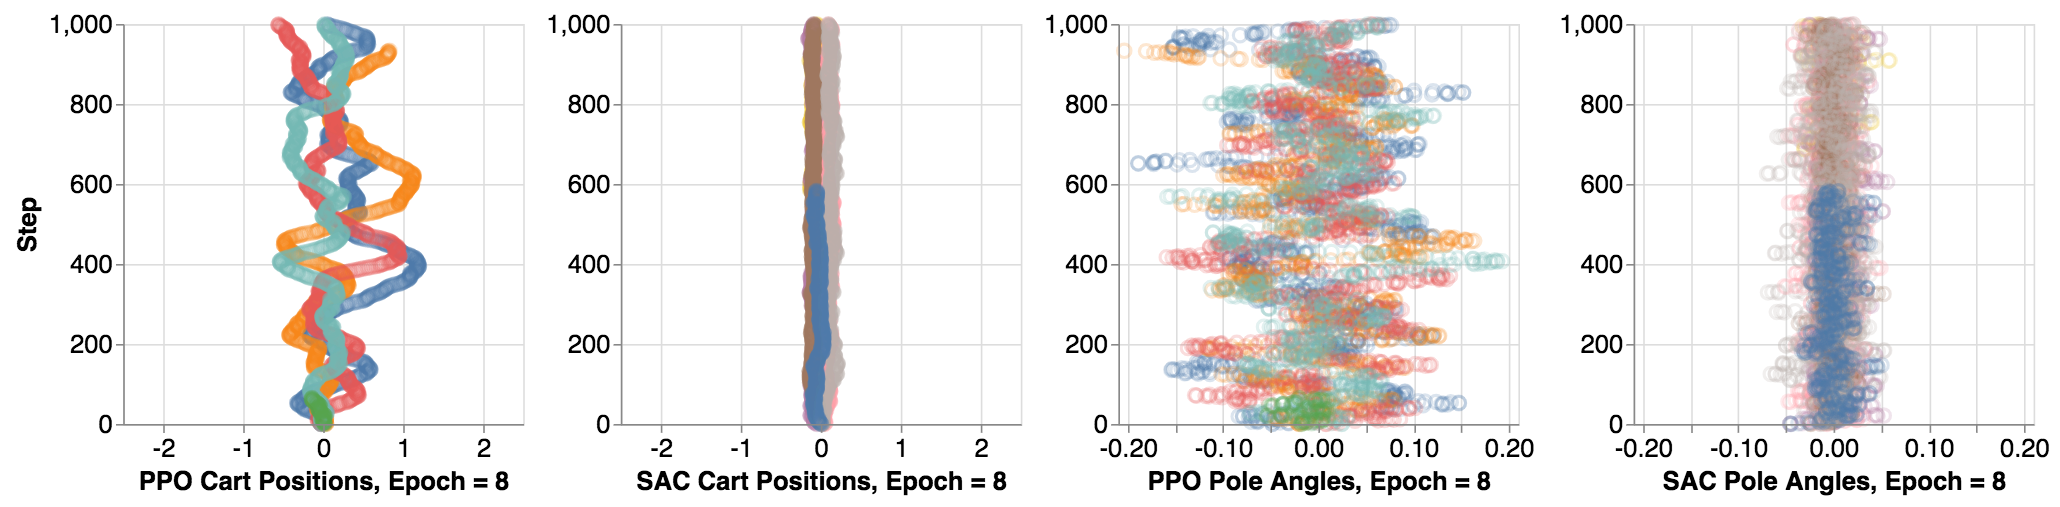 1,000
800
600
400
200
0
Step
-2 -1 0 1 2
PPO Cart Positions, Epoch = 8
1,000
800
600
400
200
0
-2 -1 0 1 2
SAC Cart Positions, Epoch = 8
1,000
800
600
400
200
0
-0.20 -0.10 0.00 0.10 0.20
PPO Pole Angles, Epoch = 8
1,000
800
600
400
200
0
-0.20 -0.10 0.00 0.10 0.20
SAC Pole Angles, Epoch = 8